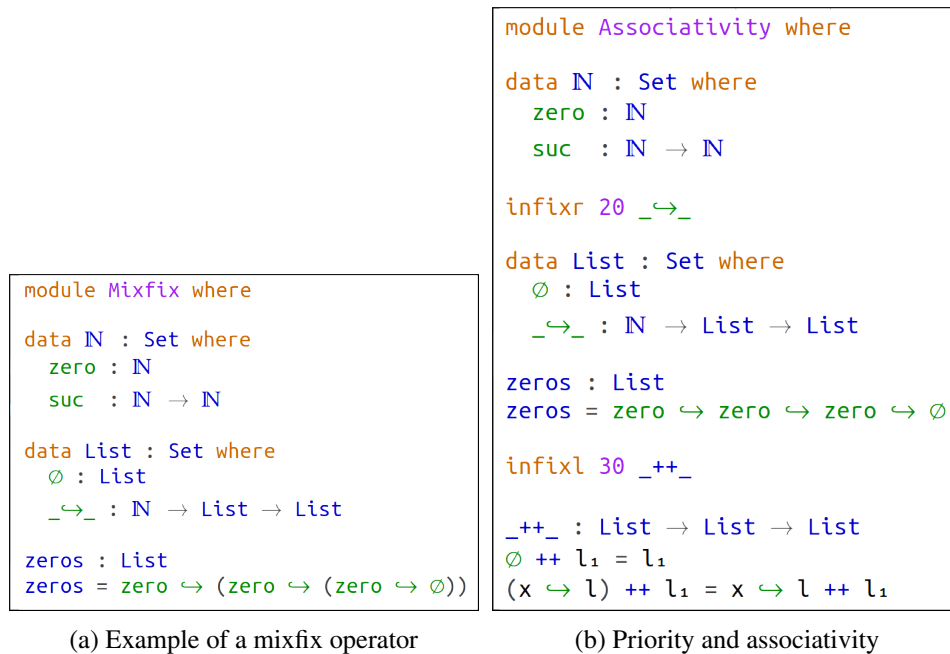 module Mixfix where
data ℕ : Set where
zero : ℕ
suc : ℕ → ℕ
data List : Set where
∅ : List
_↪_ : ℕ → List → List
zeros : List
zeros = zero ↪ (zero ↪ (zero ↪ ∅))
(a) Example of a mixfix operator
module Associativity where
data ℕ : Set where
zero : ℕ
suc : ℕ → ℕ
infixr 20 _↪_
data List : Set where
∅ : List
_↪_ : ℕ → List → List
zeros : List
zeros = zero ↪ zero ↪ zero ↪ ∅
infixl 30 _++_
_++_ : List → List → List
∅ ++ l₁ = l₁
(x ↪ l) ++ l₁ = x ↪ l ++ l₁
(b) Priority and associativity